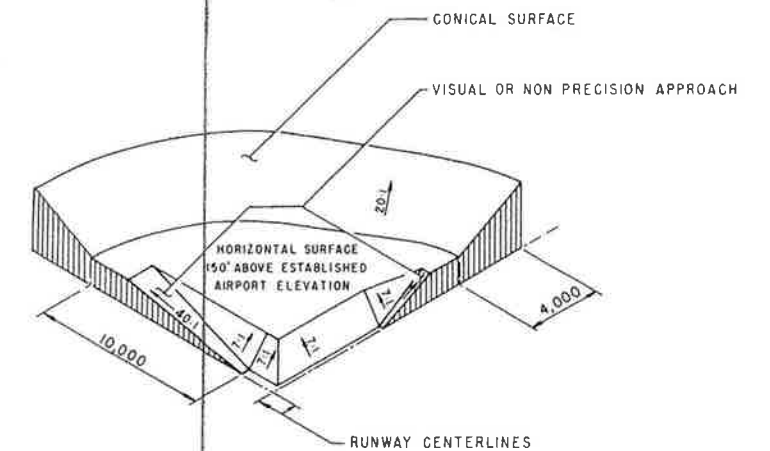 CONICAL SURFACE
VISUAL OR NON PRECISION APPROACH
20:1
HORIZONTAL SURFACE
150° ABOVE ESTABLISHED
AIRPORT ELEVATION
40:1
7:1
7:1
7:1
7:1
4,000
10,000
RUNWAY CENTERLINES